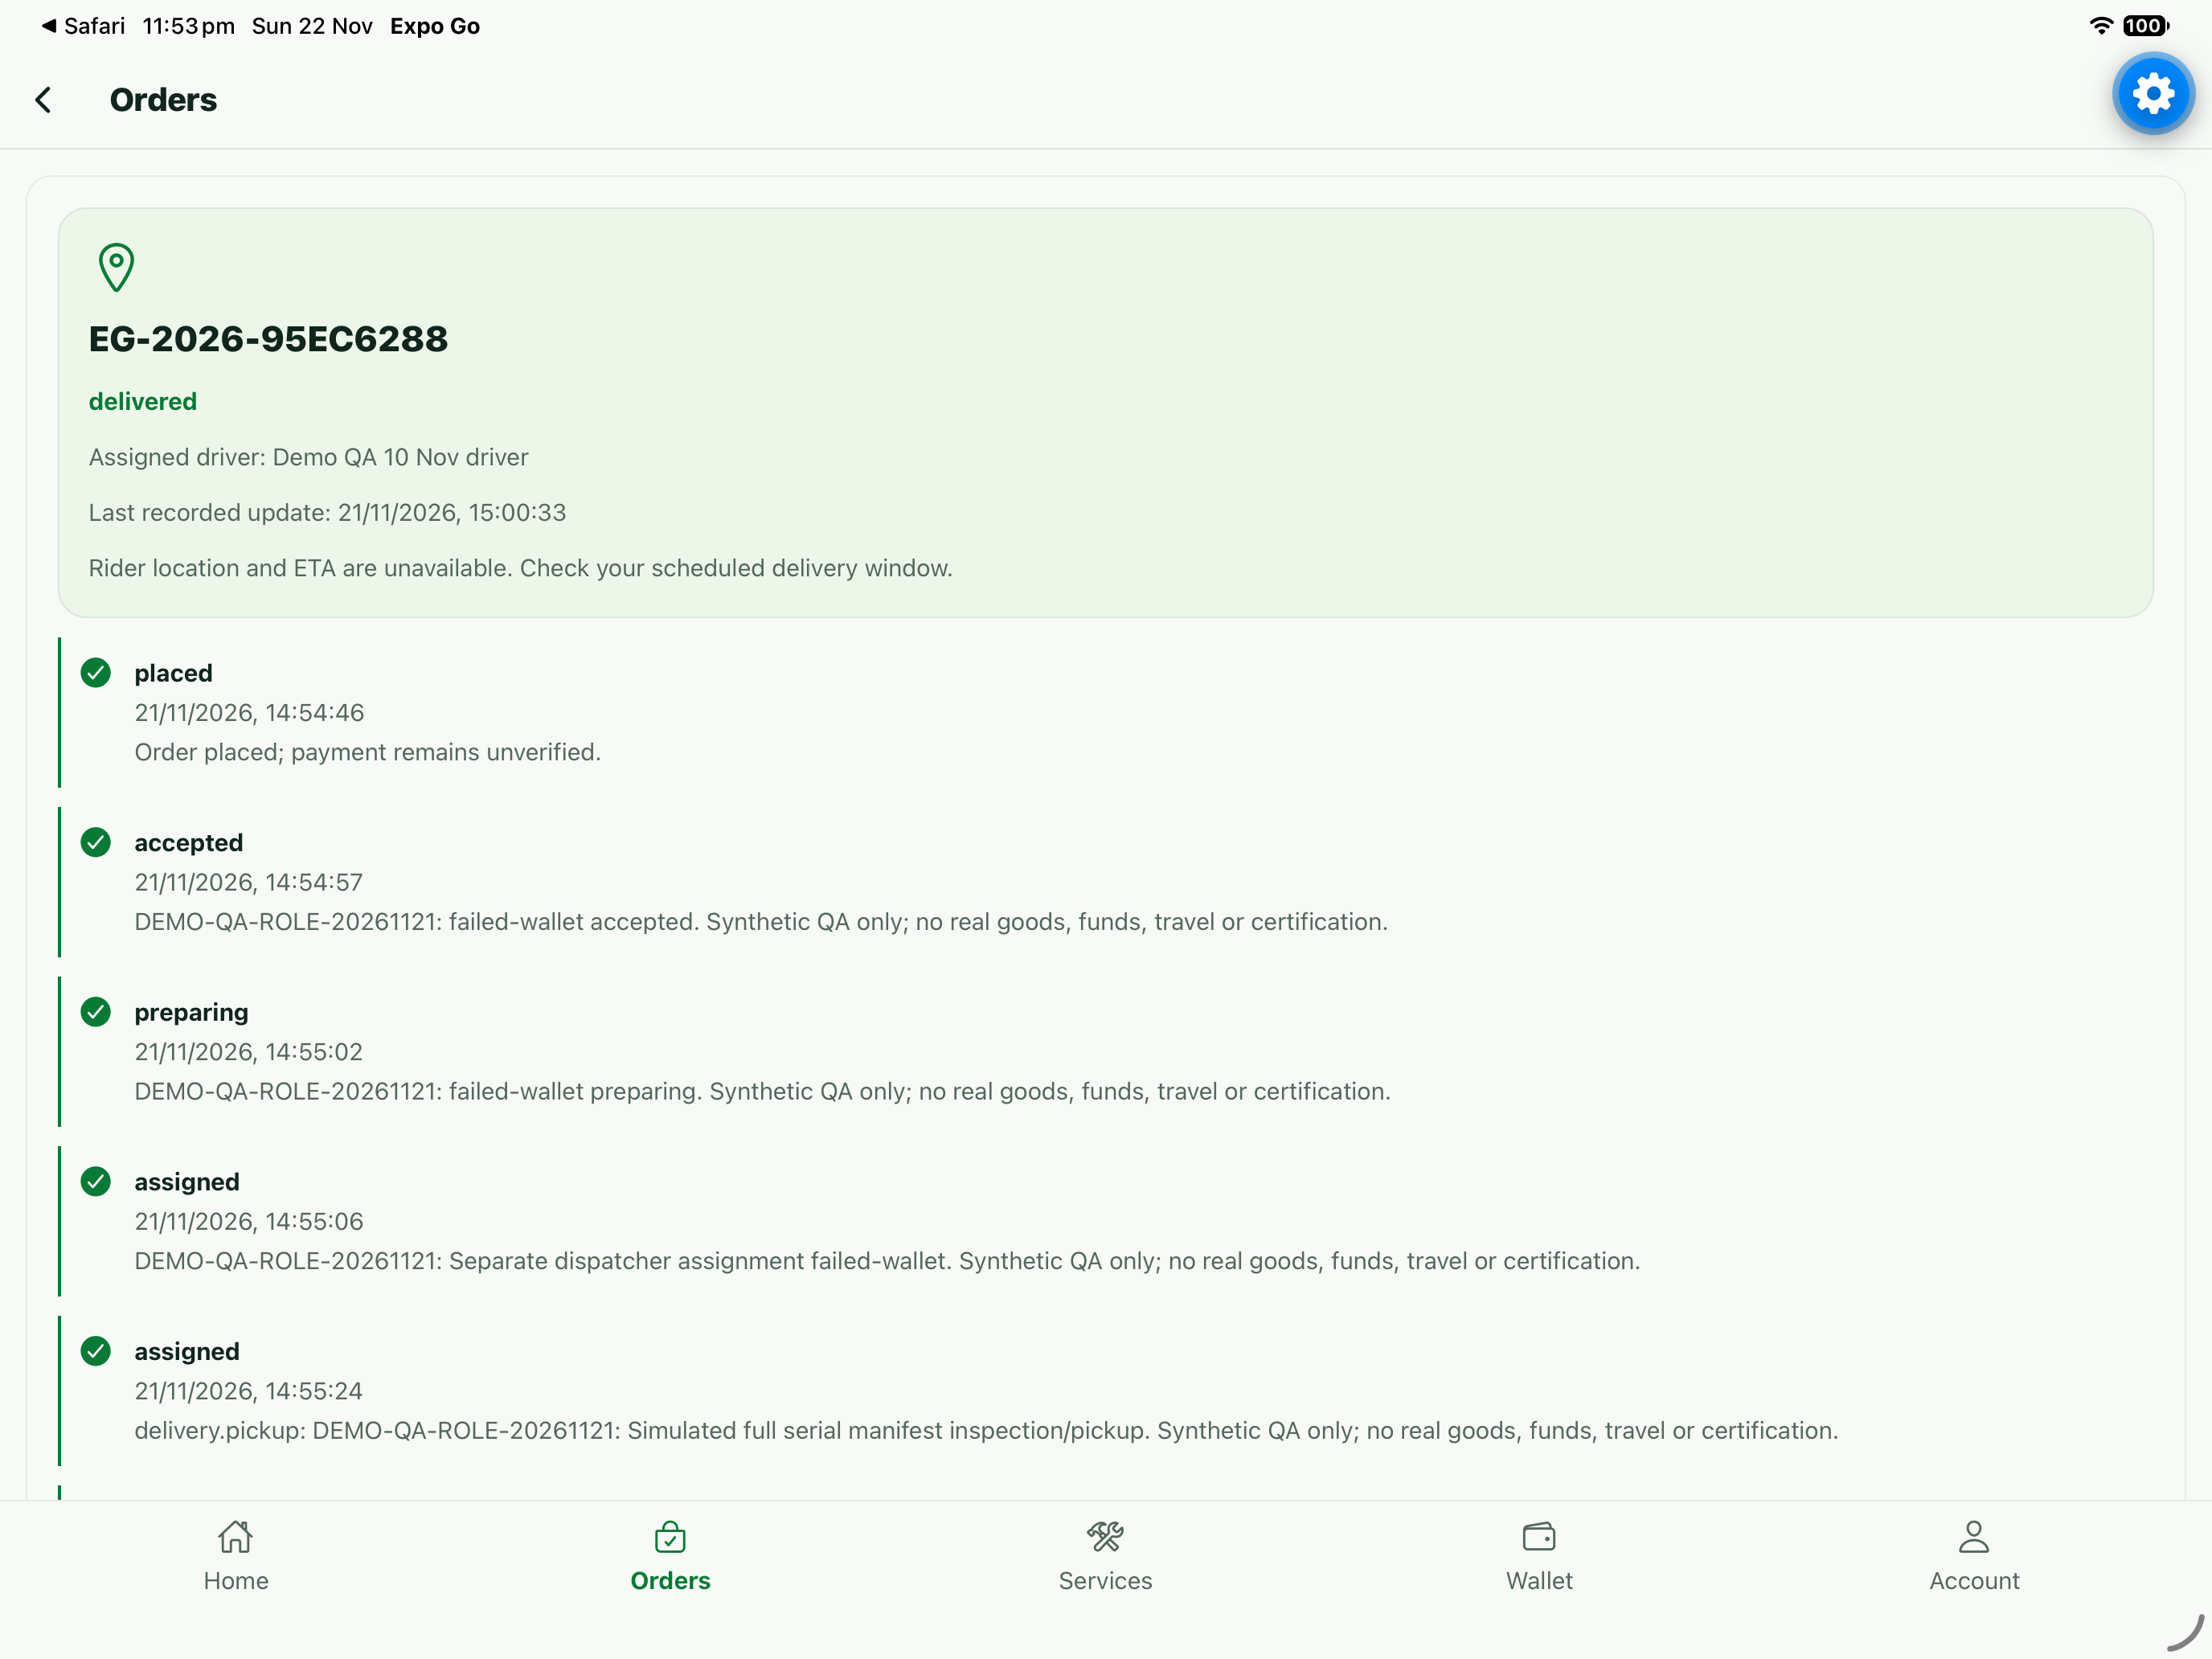 Safari 11:53 pm Sun 22 Nov Expo Go 100
Orders
EG-2026-95EC6288
delivered
Assigned driver: Demo QA 10 Nov driver
Last recorded update: 21/11/2026, 15:00:33
Rider location and ETA are unavailable. Check your scheduled delivery window.
placed
21/11/2026, 14:54:46
Order placed; payment remains unverified.
accepted
21/11/2026, 14:54:57
DEMO-QA-ROLE-20261121: failed-wallet accepted. Synthetic QA only; no real goods, funds, travel or certification.
preparing
21/11/2026, 14:55:02
DEMO-QA-ROLE-20261121: failed-wallet preparing. Synthetic QA only; no real goods, funds, travel or certification.
assigned
21/11/2026, 14:55:06
DEMO-QA-ROLE-20261121: Separate dispatcher assignment failed-wallet. Synthetic QA only; no real goods, funds, travel or certification.
assigned
21/11/2026, 14:55:24
delivery.pickup: DEMO-QA-ROLE-20261121: Simulated full serial manifest inspection/pickup. Synthetic QA only; no real goods, funds, travel or certification.
Home Orders Services Wallet Account